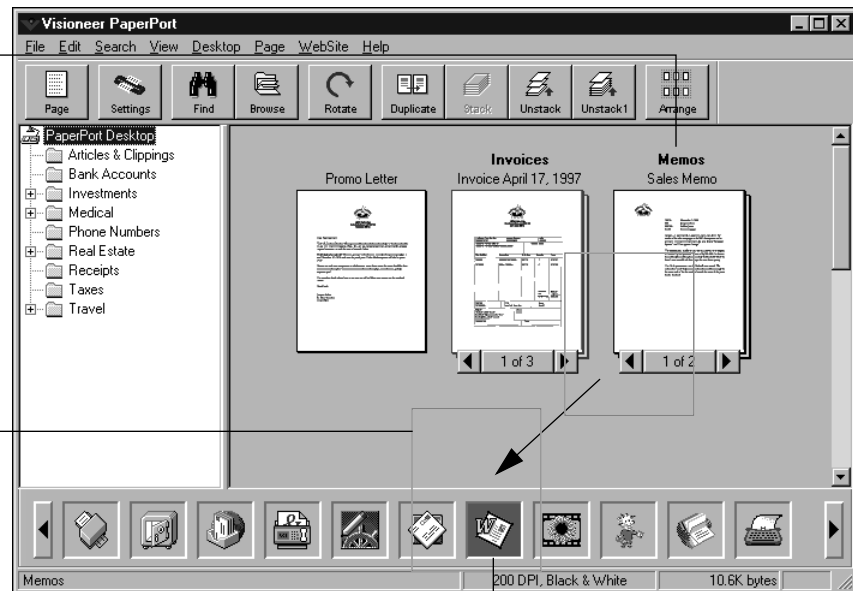 Visioneer PaperPort
File Edit Search View Desktop Page WebSite Help
Page Settings Find Browse Rotate Duplicate Stack Unstack Unstack1 Arrange
PaperPort Desktop
Articles & Clippings
Bank Accounts
Investments
Medical
Phone Numbers
Real Estate
Receipts
Taxes
Travel
Promo Letter
Invoices
Invoice April 17, 1997
1 of 3
Memos
Sales Memo
1 of 2
Memos
200 DPI, Black & White
10.6K bytes